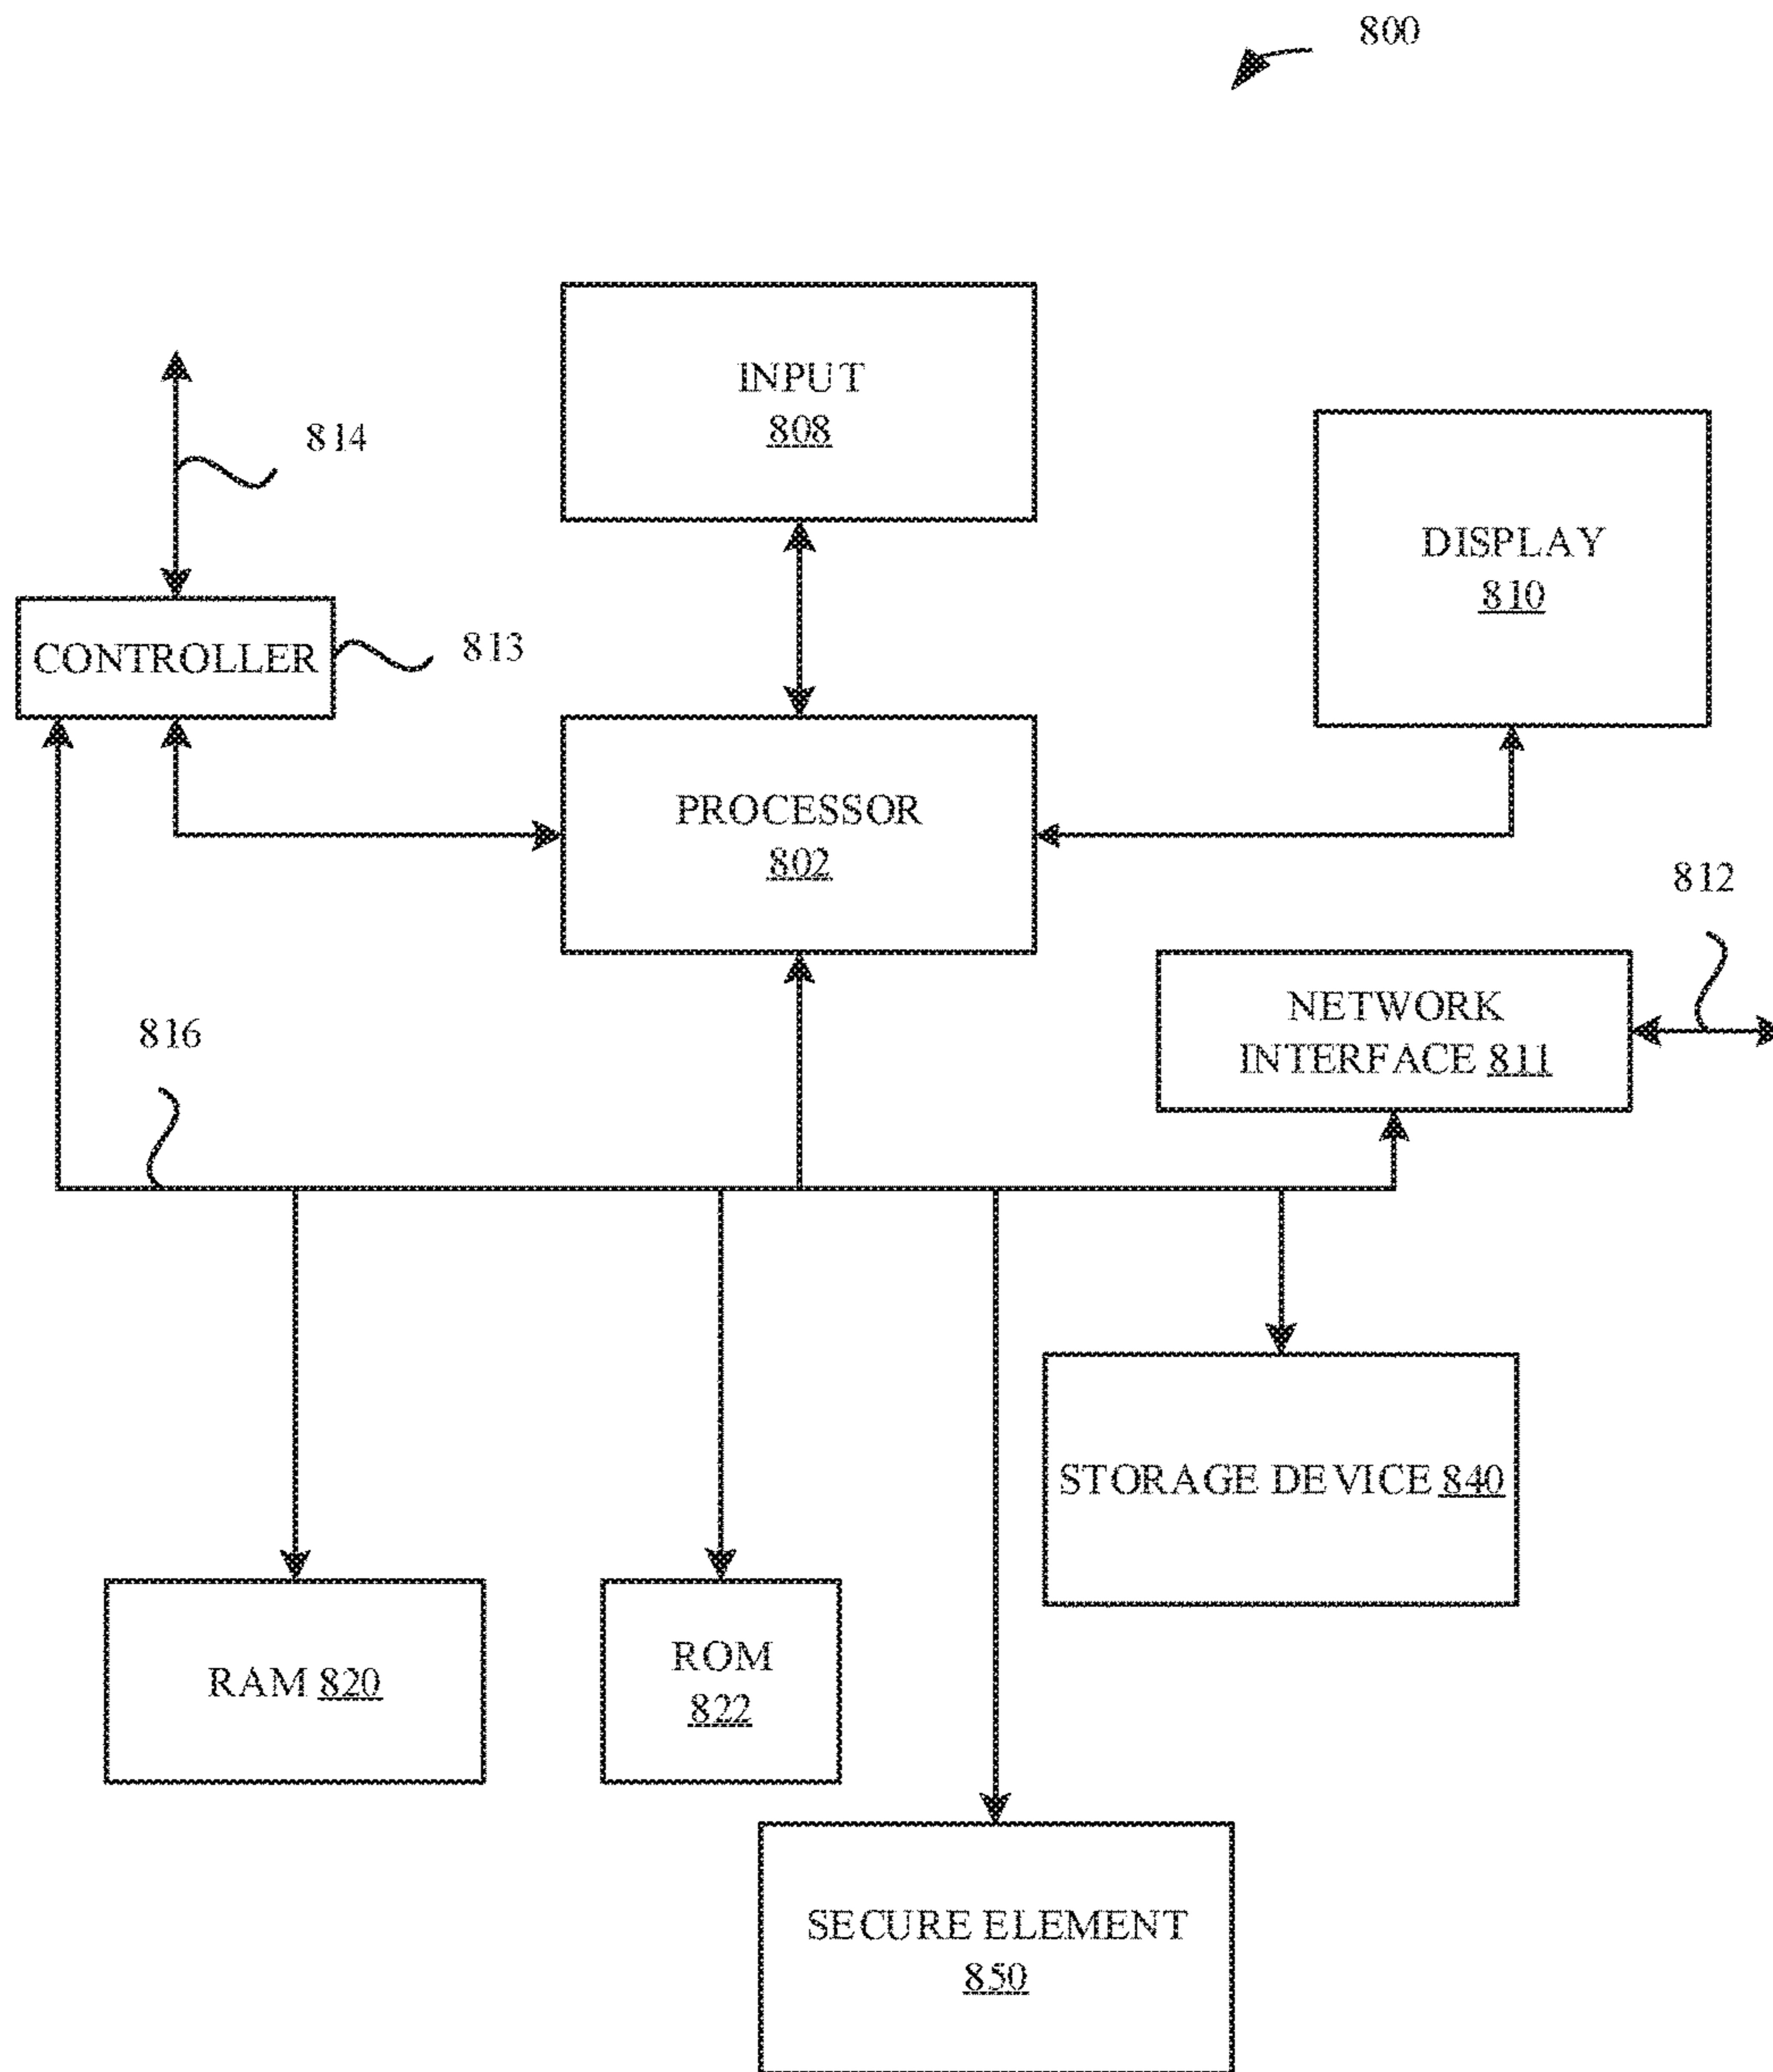 800
INPUT
808
814
DISPLAY
810
CONTROLLER
813
PROCESSOR
802
812
NETWORK
INTERFACE 811
816
STORAGE DEVICE 840
RAM 820
ROM
822
SECURE ELEMENT
850